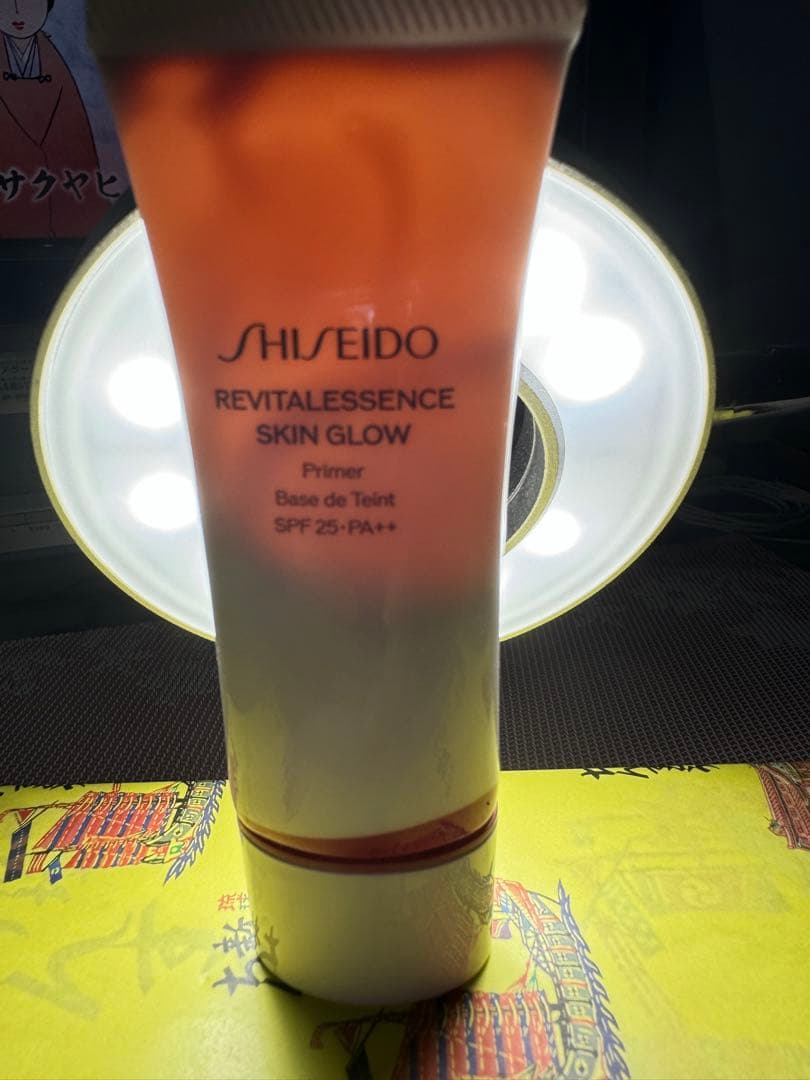 サクヤヒ
SHISEIDO
REVITALESSENCE
SKIN GLOW
Primer
Base de Teint
SPF 25・PA++